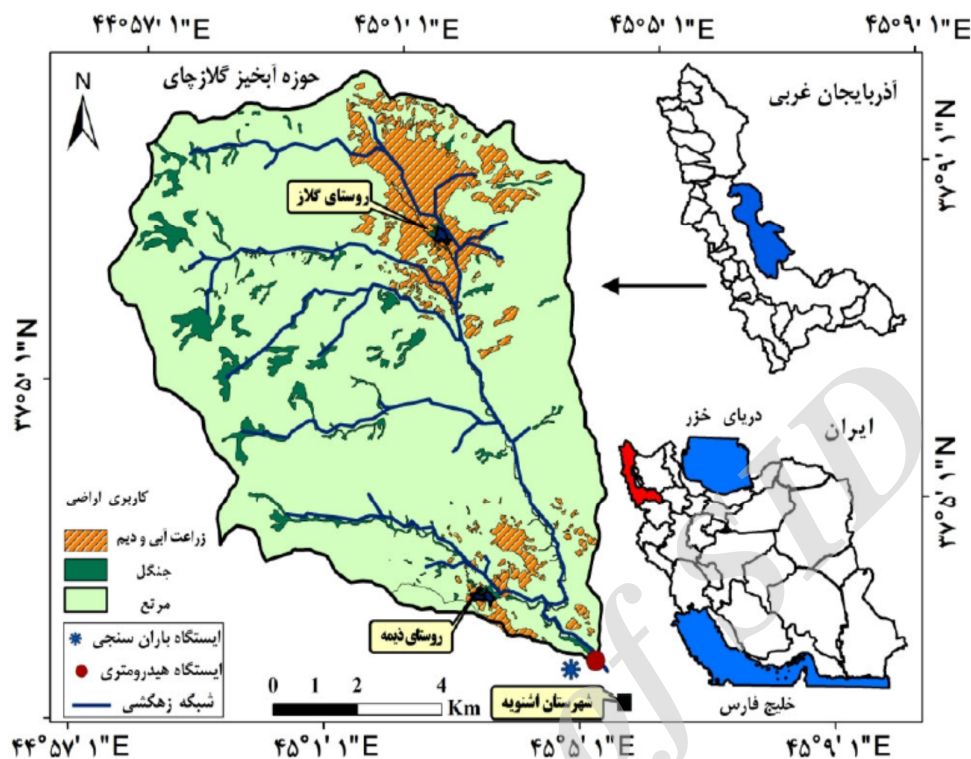 ۴۴°۵۷' ۱"E ۴۵°۱' ۱"E ۴۵°۵' ۱"E ۴۵°۹' ۱"E
N
حوزه آبخیز گلازچای
آذربایجان غربی
۳۷°۹' ۱"N
روستای گلاز
۳۷°۵' ۱"N
دریای خزر
ایران
۳۷°۵' ۱"N
کاربری اراضی
زراعت آبی و دیم
جنگل
مرتع
ایستگاه باران سنجی
ایستگاه هیدرومتری
شبکه زهکشی
روستای ذیمه
0 1 2 4
Km
شهرستان اشنویه
خلیج فارس
۴۴°۵۷' ۱"E ۴۵°۱' ۱"E ۴۵°۵' ۱"E ۴۵°۹' ۱"E
of SID